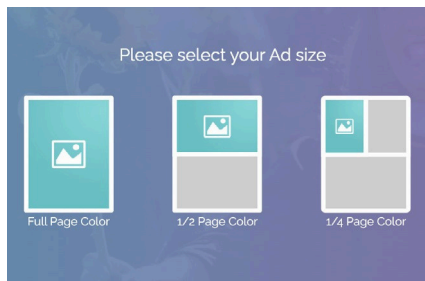 Please select your Ad size
Full Page Color
1/2 Page Color
1/4 Page Color